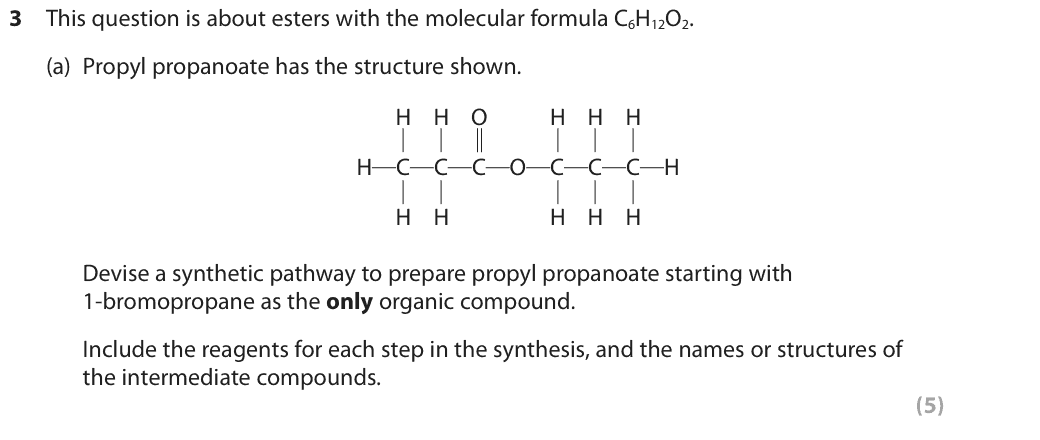 3 This question is about esters with the molecular formula C₆H₁₂O₂.
(a) Propyl propanoate has the structure shown.
H H O H H H
H—C—C—C—O—C—C—C—H
H H H H H
Devise a synthetic pathway to prepare propyl propanoate starting with
1-bromopropane as the only organic compound.
Include the reagents for each step in the synthesis, and the names or structures of
the intermediate compounds.
(5)